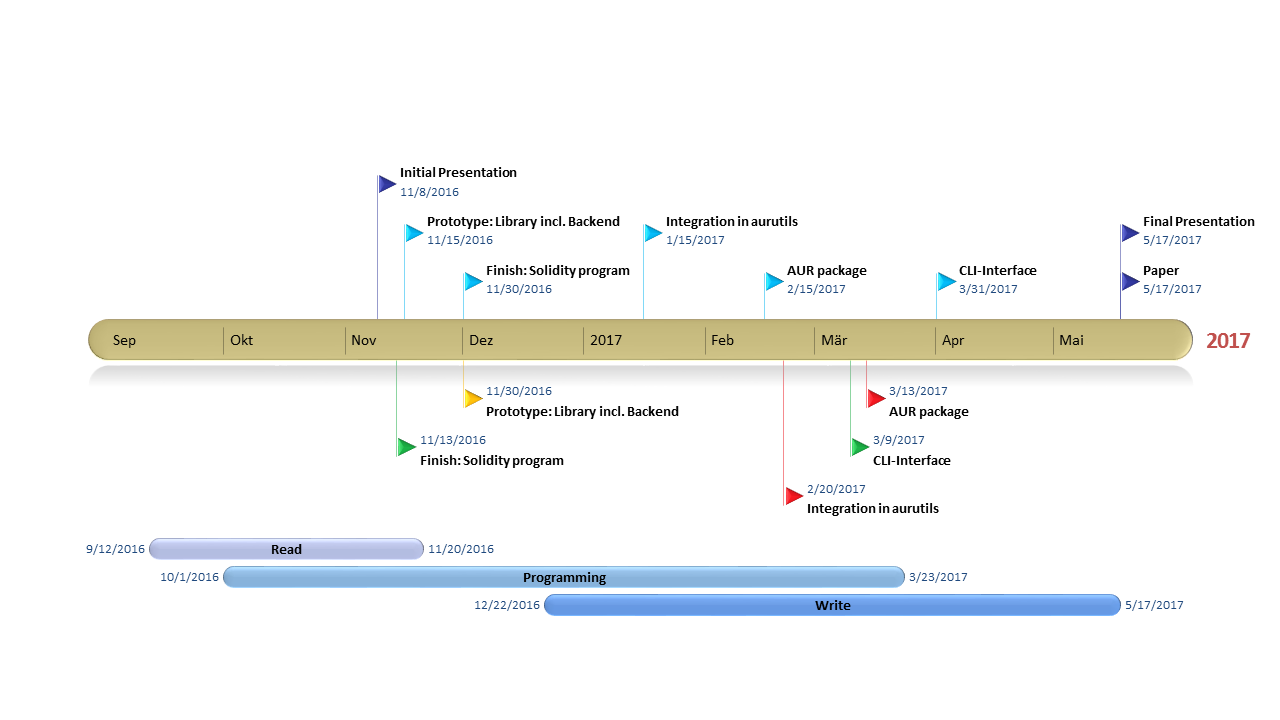 Initial Presentation
11/8/2016
Prototype: Library incl. Backend
11/15/2016
Integration in aurutils
1/15/2017
Final Presentation
5/17/2017
Finish: Solidity program
11/30/2016
AUR package
2/15/2017
CLI-Interface
3/31/2017
Paper
5/17/2017
Sep Okt Nov Dez 2017 Feb Mär Apr Mai 2017
11/30/2016
Prototype: Library incl. Backend
3/13/2017
AUR package
11/13/2016
Finish: Solidity program
3/9/2017
CLI-Interface
2/20/2017
Integration in aurutils
9/12/2016 Read 11/20/2016
10/1/2016 Programming 3/23/2017
12/22/2016 Write 5/17/2017